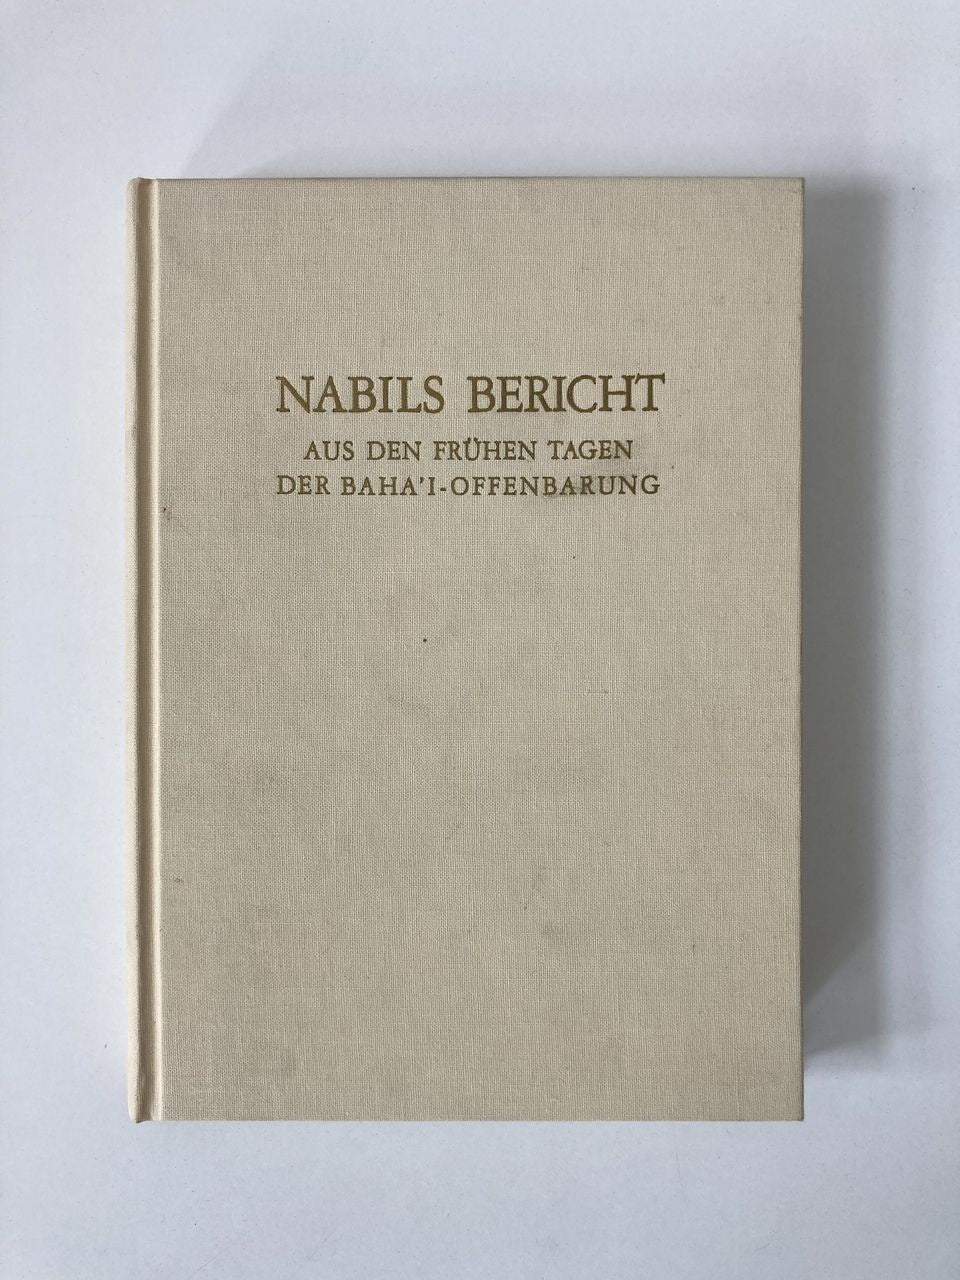 NABILS BERICHT
AUS DEN FRÜHEN TAGEN
DER BAHA'I-OFFENBARUNG